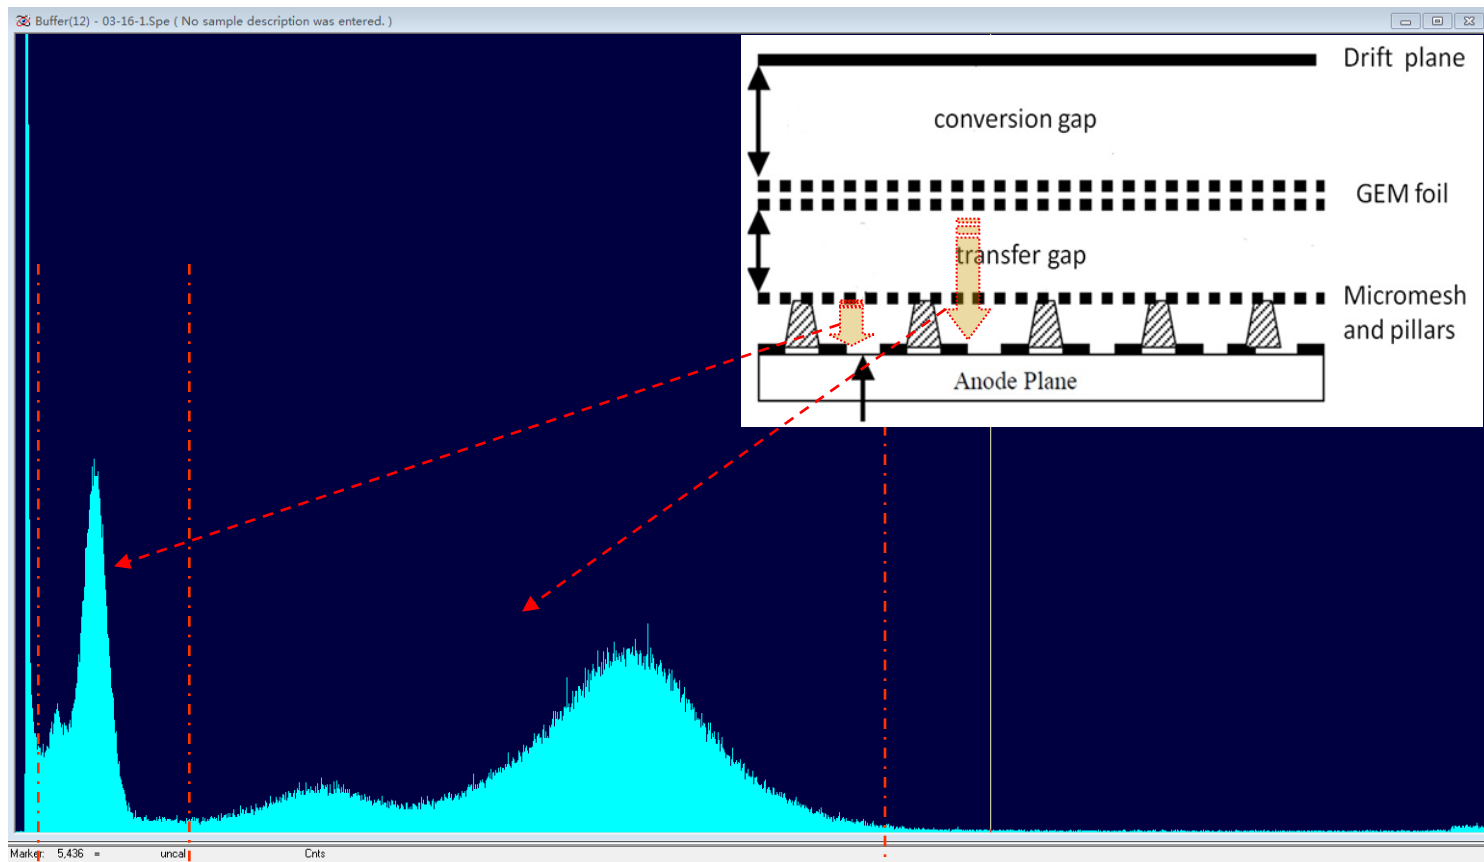 Buffer(12) - 03-16-1.Spe ( No sample description was entered. )
Drift plane
conversion gap
GEM foil
transfer gap
Micromesh
and pillars
Anode Plane
Marker: 5,436 = uncal Cnts